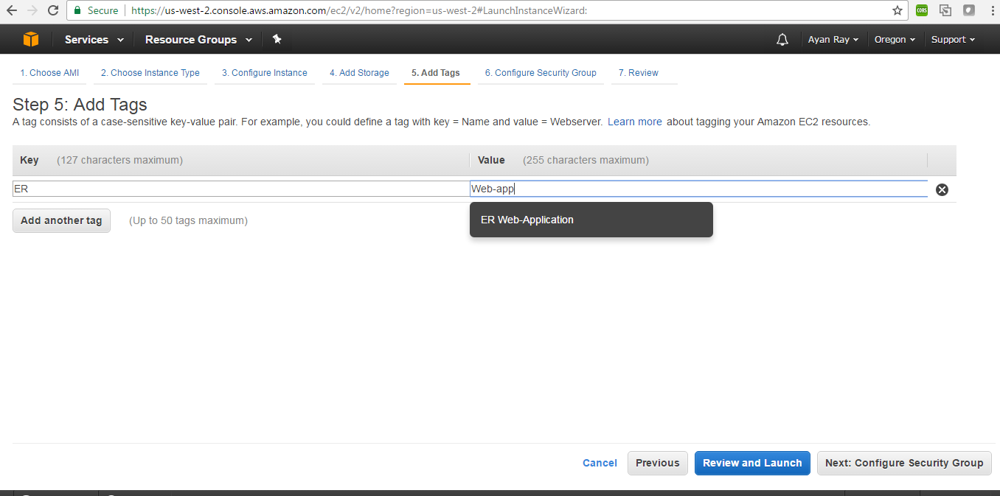 Secure https://us-west-2.console.aws.amazon.com/ec2/v2/home?region=us-west-2#LaunchInstanceWizard:
CORS
Services Resource Groups Ayan Ray Oregon Support
1. Choose AMI 2. Choose Instance Type 3. Configure Instance 4. Add Storage 5. Add Tags 6. Configure Security Group 7. Review
Step 5: Add Tags
A tag consists of a case-sensitive key-value pair. For example, you could define a tag with key = Name and value = Webserver. Learn more about tagging your Amazon EC2 resources.
Key (127 characters maximum) Value (255 characters maximum)
ER Web-app
ER Web-Application
Add another tag (Up to 50 tags maximum)
Cancel Previous Review and Launch Next: Configure Security Group